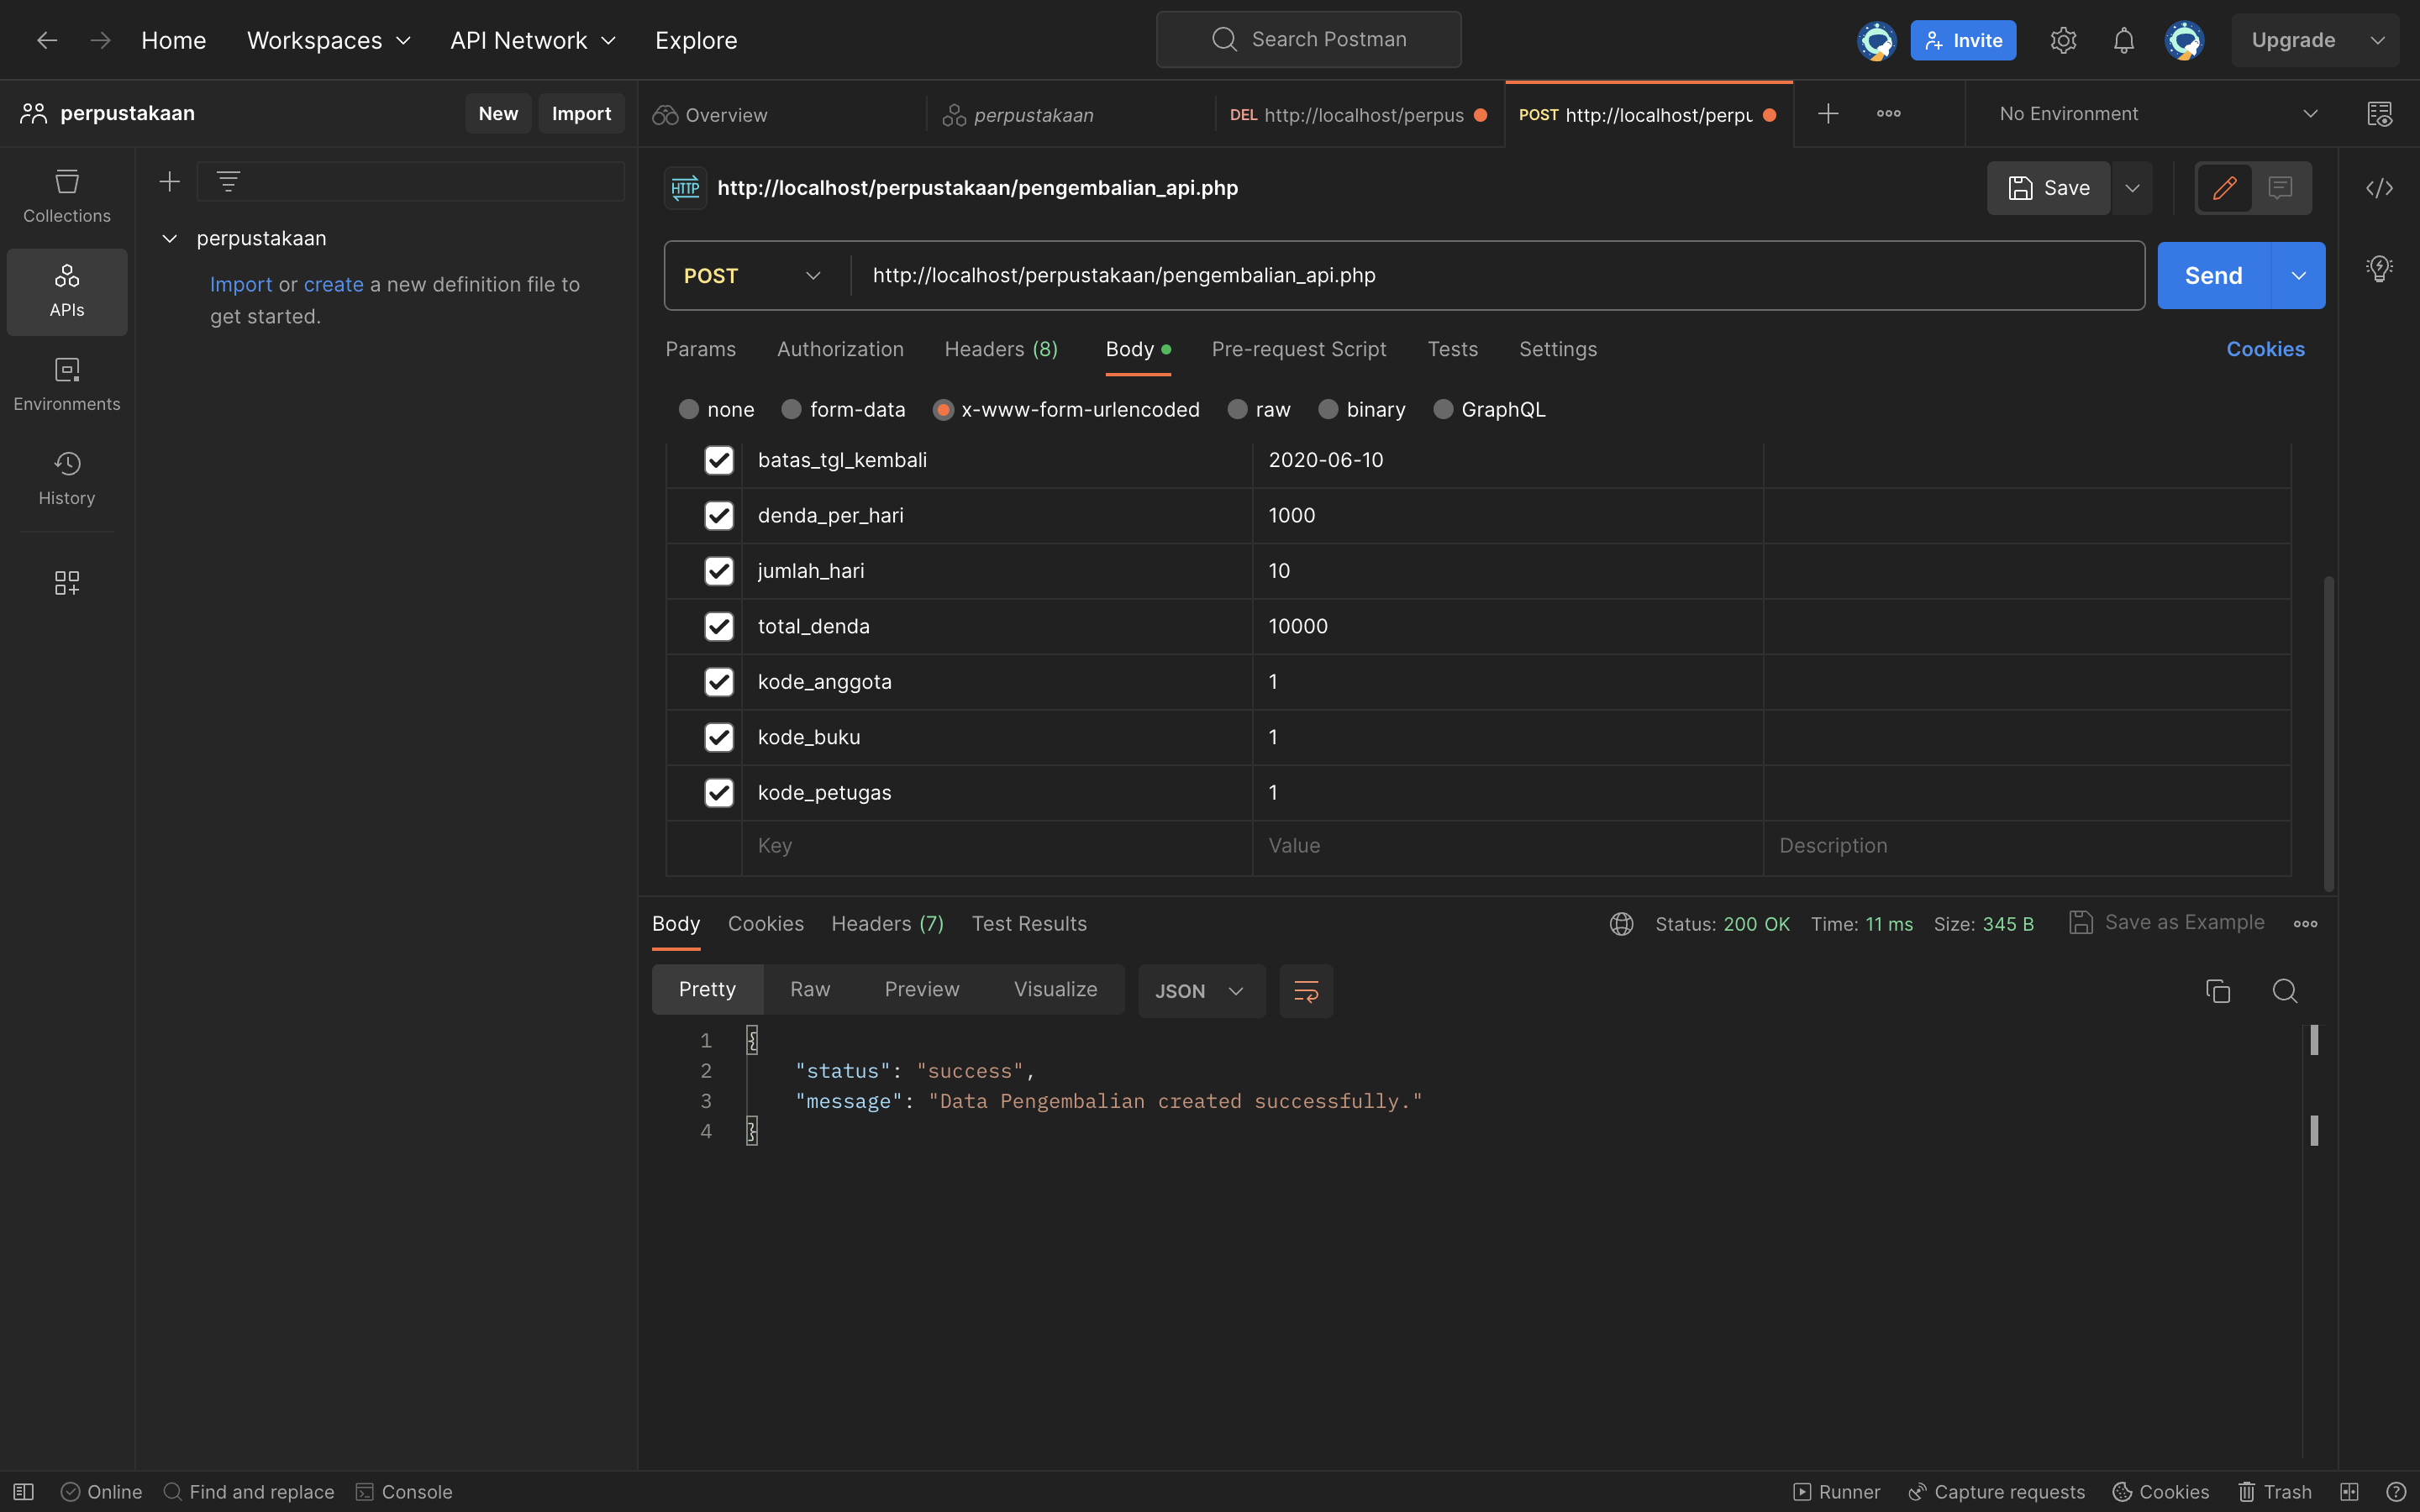 Home Workspaces API Network Explore Search Postman Invite Upgrade
perpustakaan New Import Overview perpustakaan DEL http://localhost/perpus POST http://localhost/perpu No Environment
Collections
APIs
Environments
History
perpustakaan
Import or create a new definition file to
get started.
HTTP http://localhost/perpustakaan/pengembalian_api.php Save
POST http://localhost/perpustakaan/pengembalian_api.php Send
Params Authorization Headers (8) Body Pre-request Script Tests Settings Cookies
none form-data x-www-form-urlencoded raw binary GraphQL
batas_tgl_kembali 2020-06-10
denda_per_hari 1000
jumlah_hari 10
total_denda 10000
kode_anggota 1
kode_buku 1
kode_petugas 1
Key Value Description
Body Cookies Headers (7) Test Results Status: 200 OK Time: 11 ms Size: 345 B Save as Example
Pretty Raw Preview Visualize JSON
1 {
2 "status": "success",
3 "message": "Data Pengembalian created successfully."
4 }
Online Find and replace Console Runner Capture requests Cookies Trash